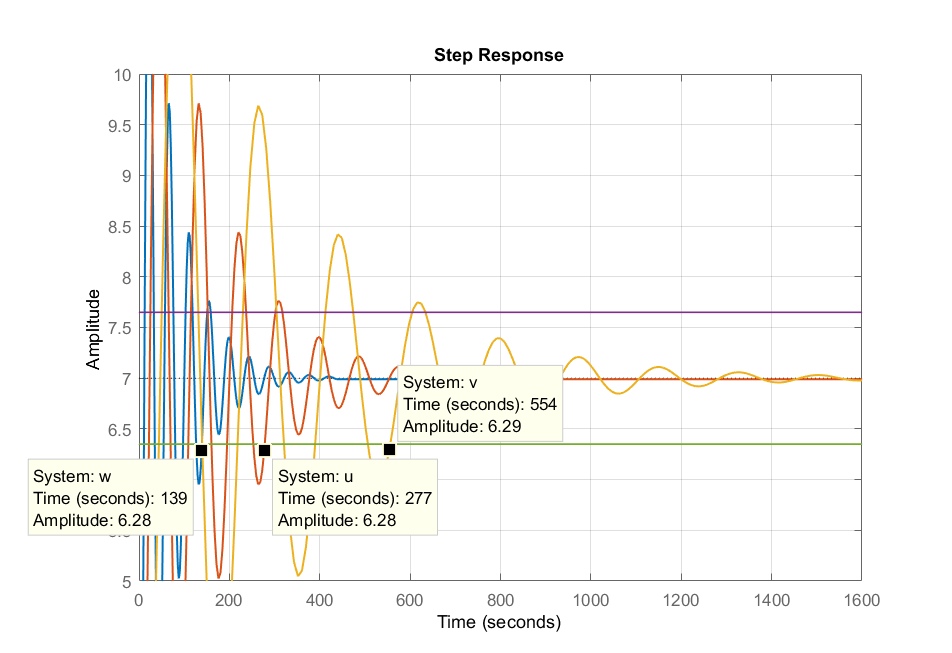 Step Response
Amplitude
10
9.5
9
8.5
8
7.5
7
6.5
5
System: v
Time (seconds): 554
Amplitude: 6.29
System: w
Time (seconds): 139
Amplitude: 6.28
System: u
Time (seconds): 277
Amplitude: 6.28
0 200 400 600 800 1000 1200 1400 1600
Time (seconds)